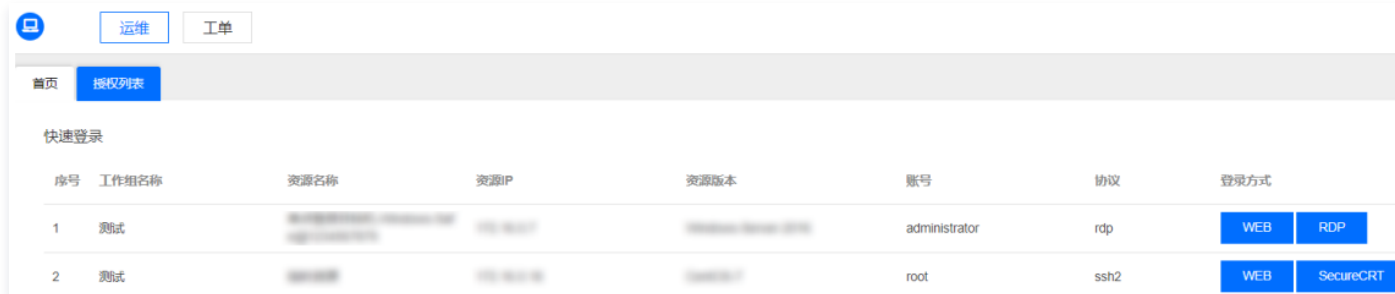 运维 工单
首页 授权列表
快速登录
序号 工作组名称 资源名称 资源IP 资源版本 账号 协议 登录方式
1 测试 administrator rdp WEB RDP
2 测试 root ssh2 WEB SecureCRT